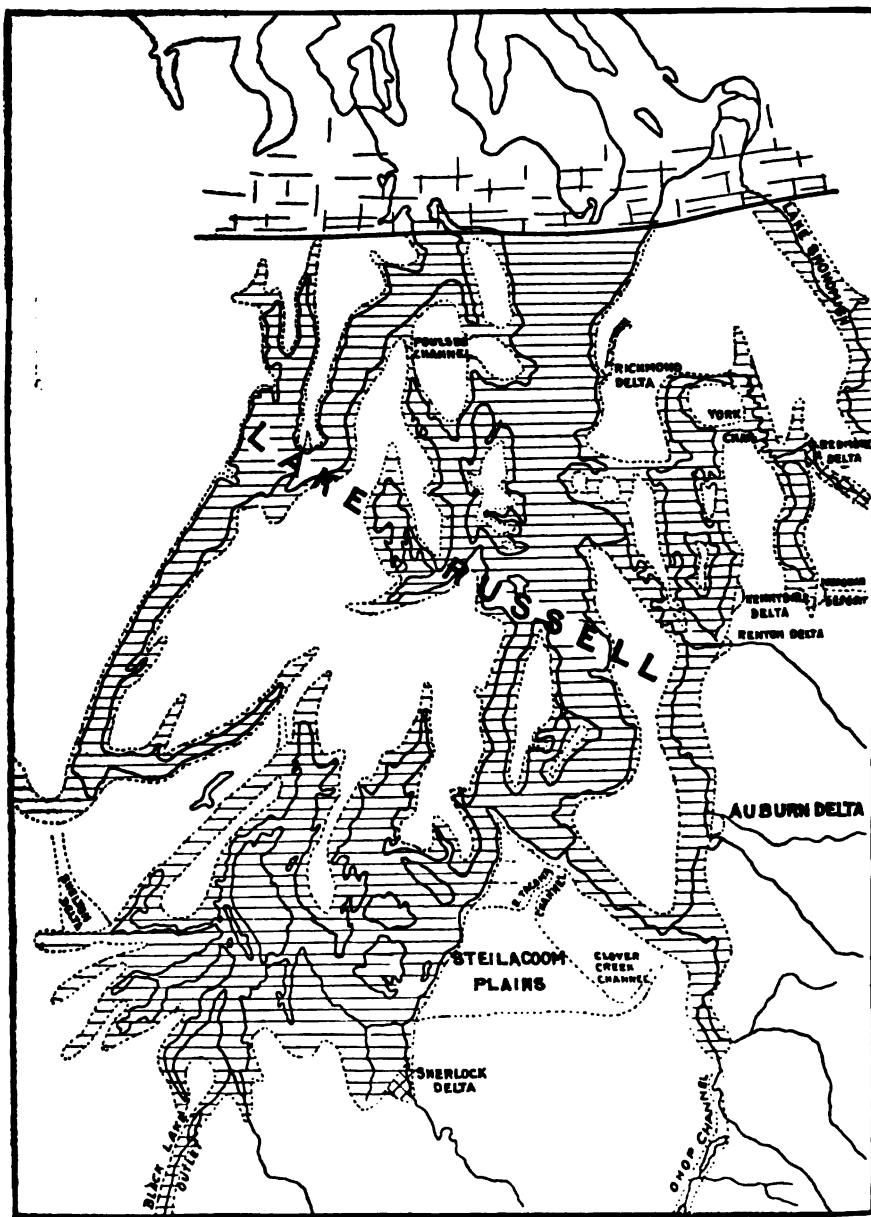 LAKE RUSSELL
POULSBO
CHANNEL
RICHMOND
DELTA
YORK
CHAN.
REDMOND
DELTA
DELTA
RENTON DELTA
AUBURN DELTA
CHANNEL
STEILACOOM
PLAINS
CLOVER
CREEK
CHANNEL
SHERLOCK
DELTA
BLACK LAKE
OUTLET
OHOP CHANNEL